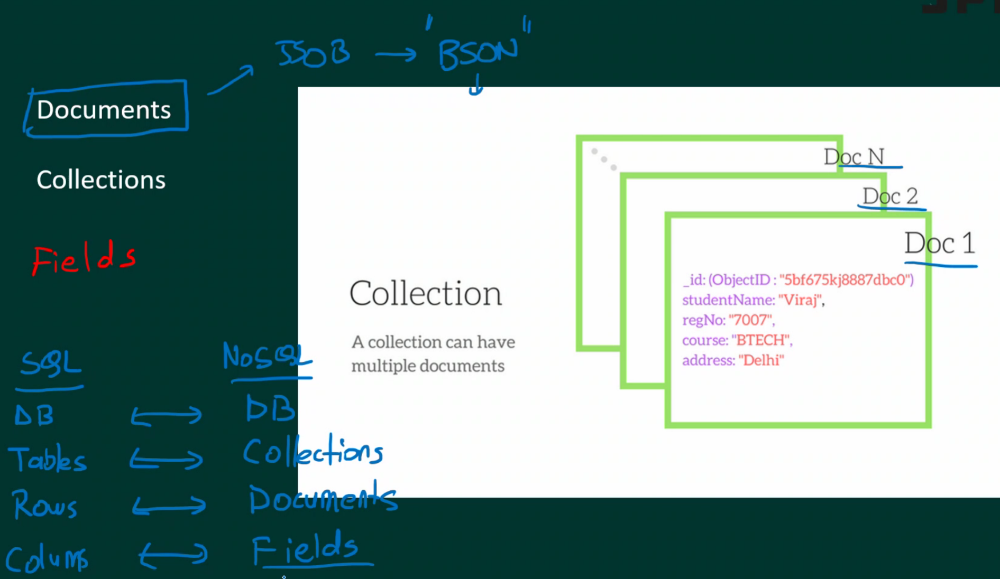 JSOB → "BSON"
Documents
Collections
Fields
Doc N
Doc 2
Doc 1
_id: (ObjectID : "5bf675kj8887dbc0")
studentName: "Viraj",
regNo: "7007",
course: "BTECH",
address: "Delhi"
Collection
A collection can have
multiple documents
SQL NoSQL
DB ↔ DB
Tables ↔ Collections
Rows ↔ Documents
Colums ↔ Fields